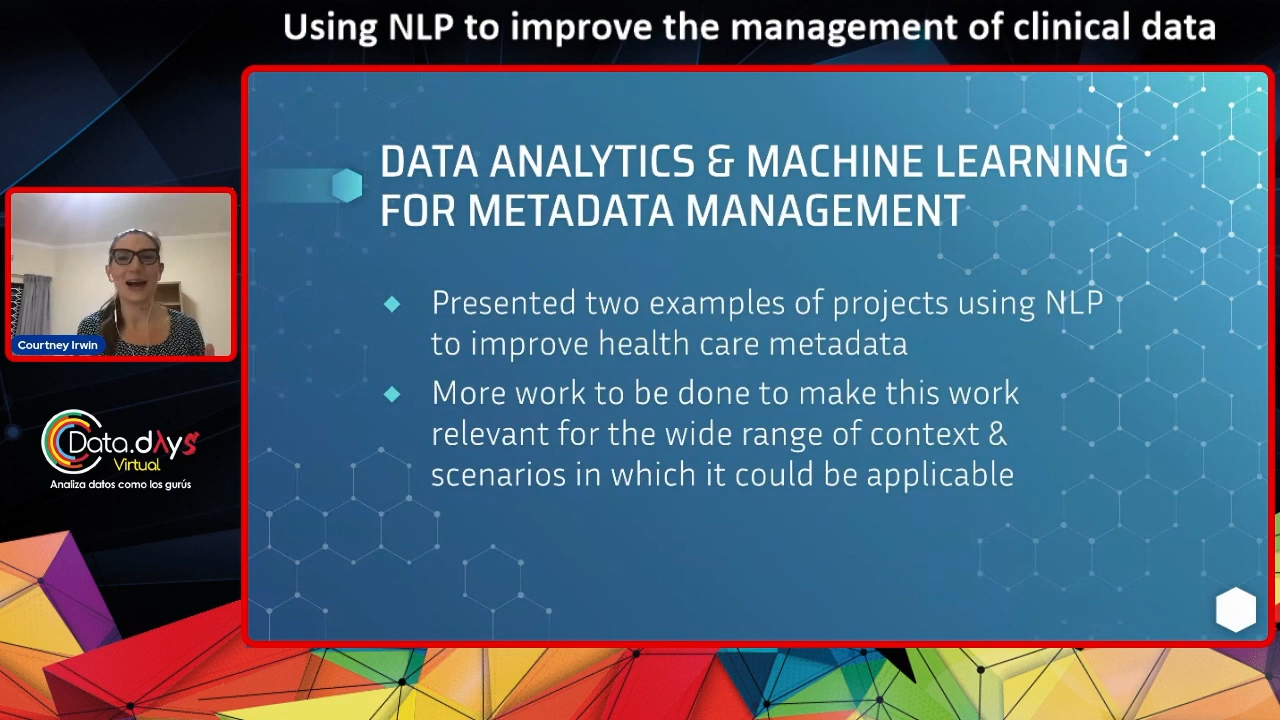 Using NLP to improve the management of clinical data
DATA ANALYTICS & MACHINE LEARNING
FOR METADATA MANAGEMENT
Presented two examples of projects using NLP
to improve health care metadata
More work to be done to make this work
relevant for the wide range of context &
scenarios in which it could be applicable
Courtney Irwin
Data.dAys
Virtual
Analiza datos como los gurús